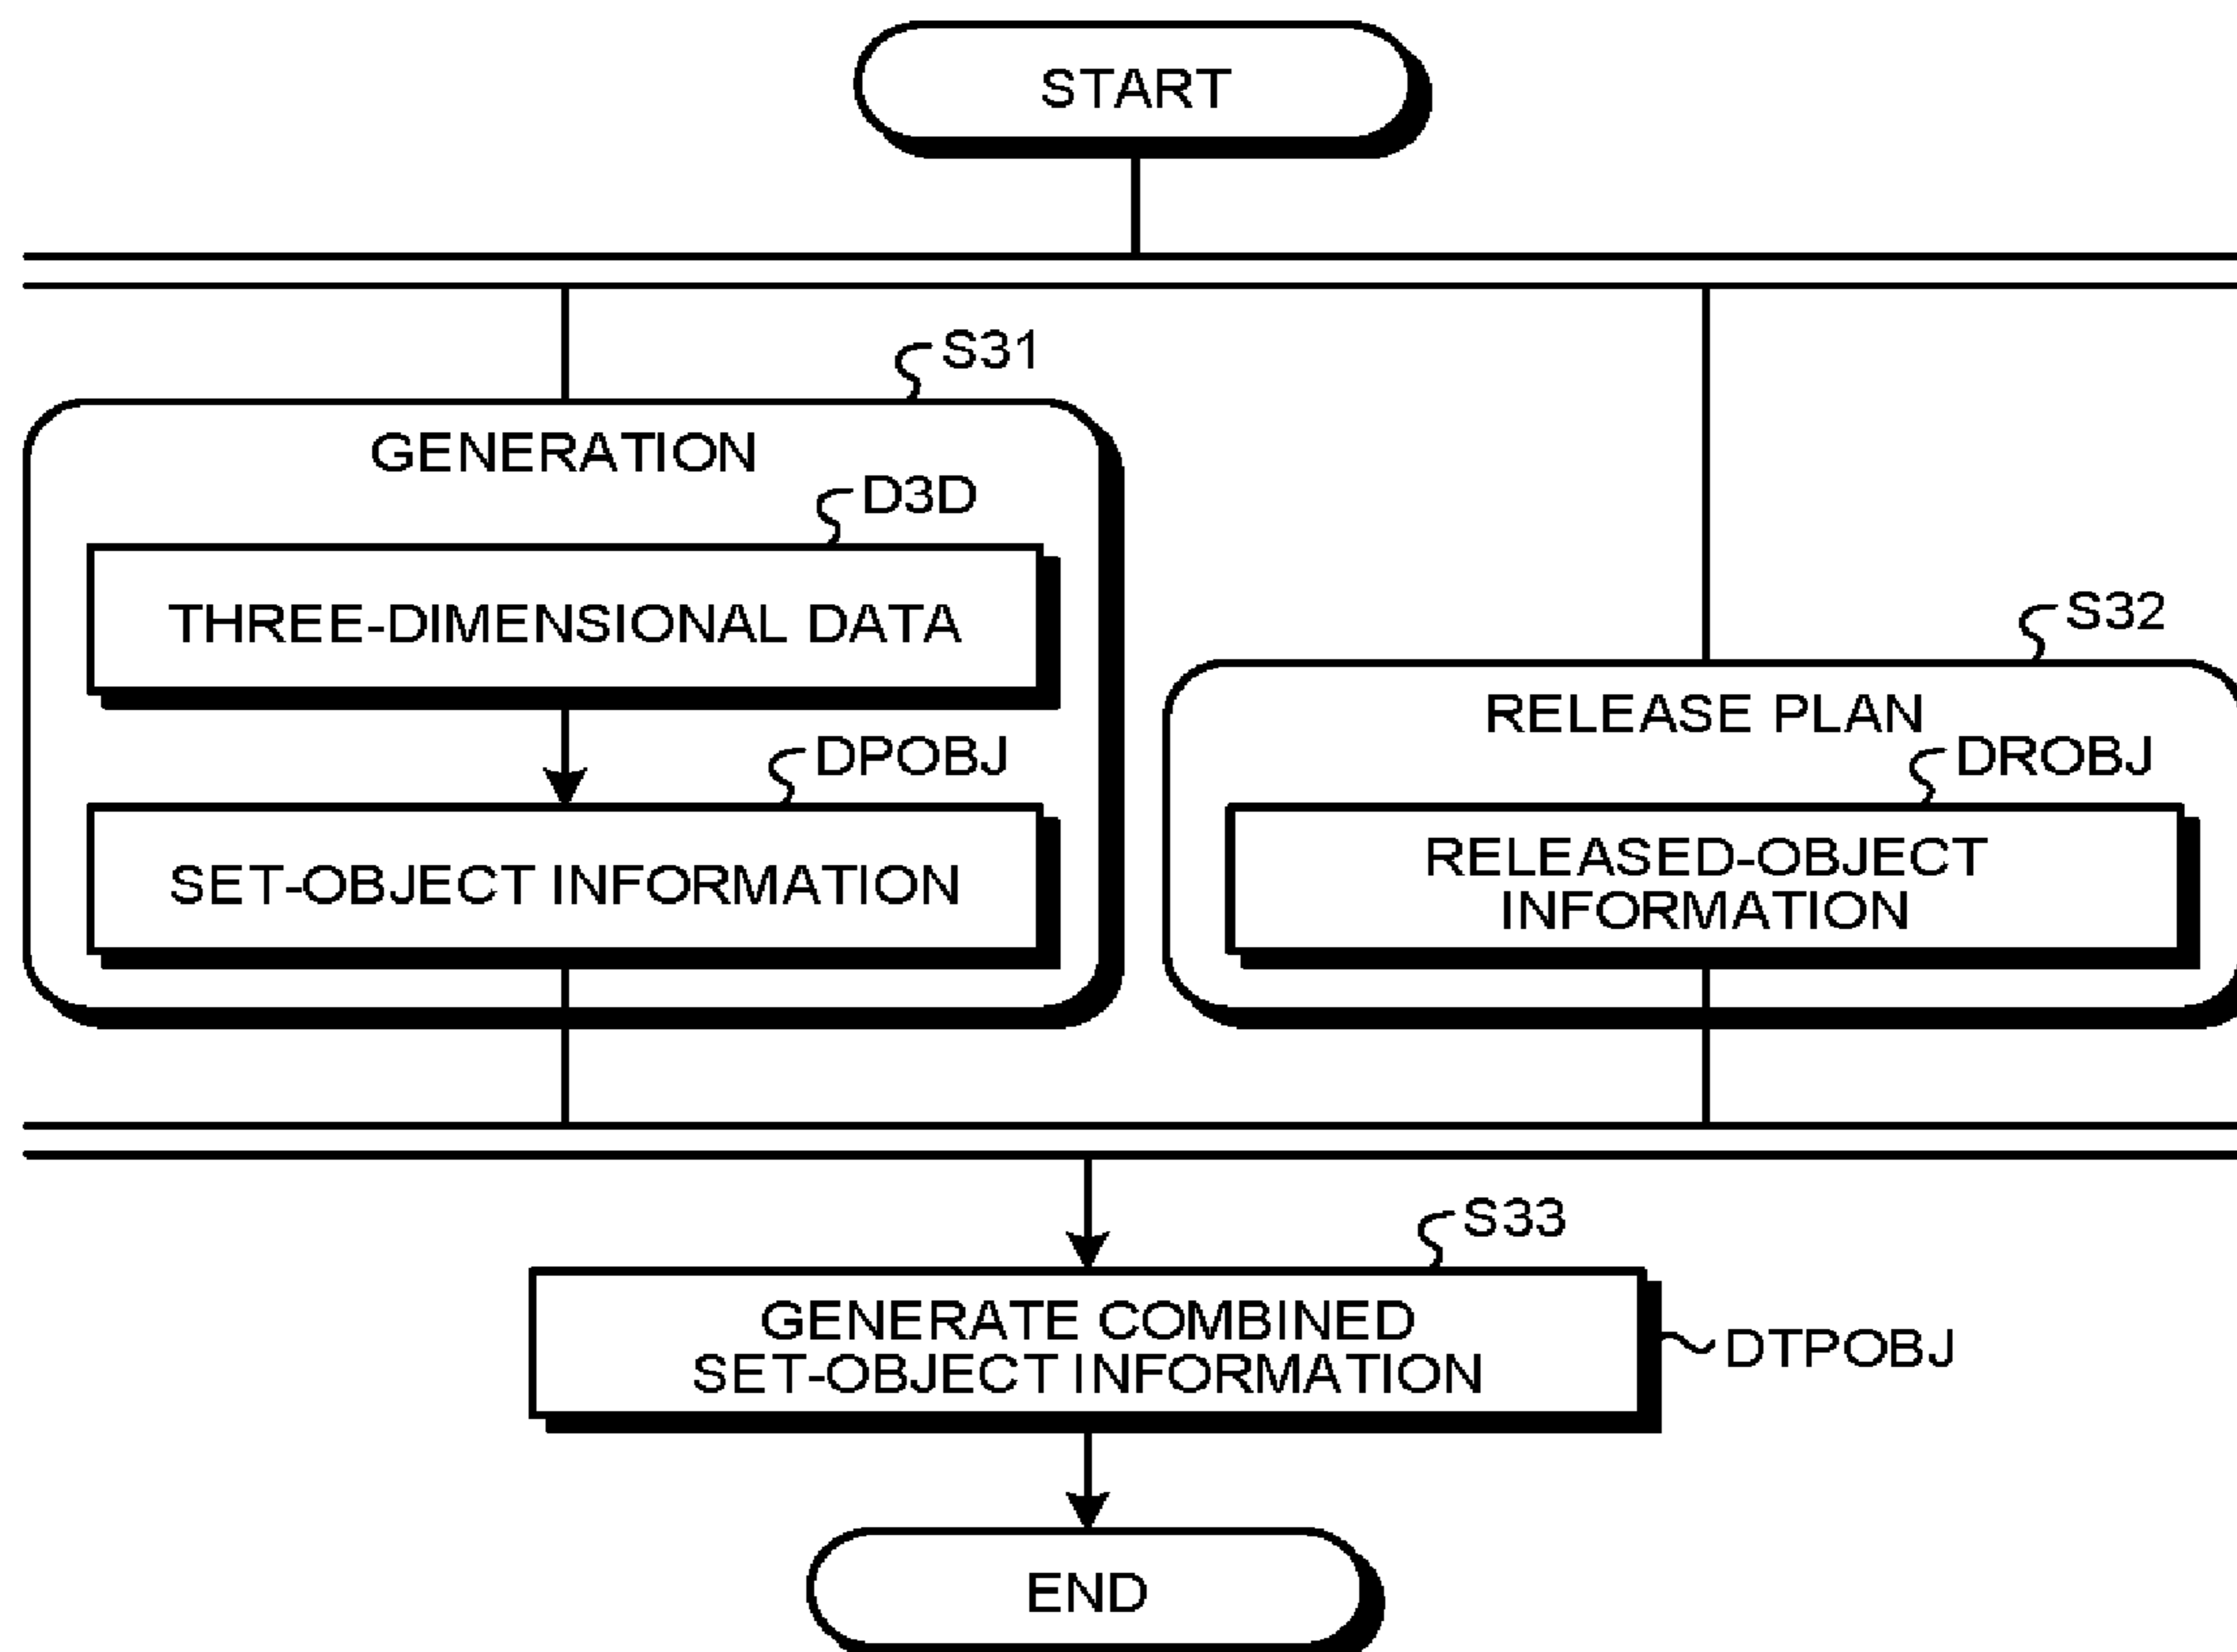 START
S31
GENERATION
D3D
THREE-DIMENSIONAL DATA
DPOBJ
SET-OBJECT INFORMATION
S32
RELEASE PLAN
DROBJ
RELEASED-OBJECT
INFORMATION
S33
GENERATE COMBINED
SET-OBJECT INFORMATION
DTPOBJ
END